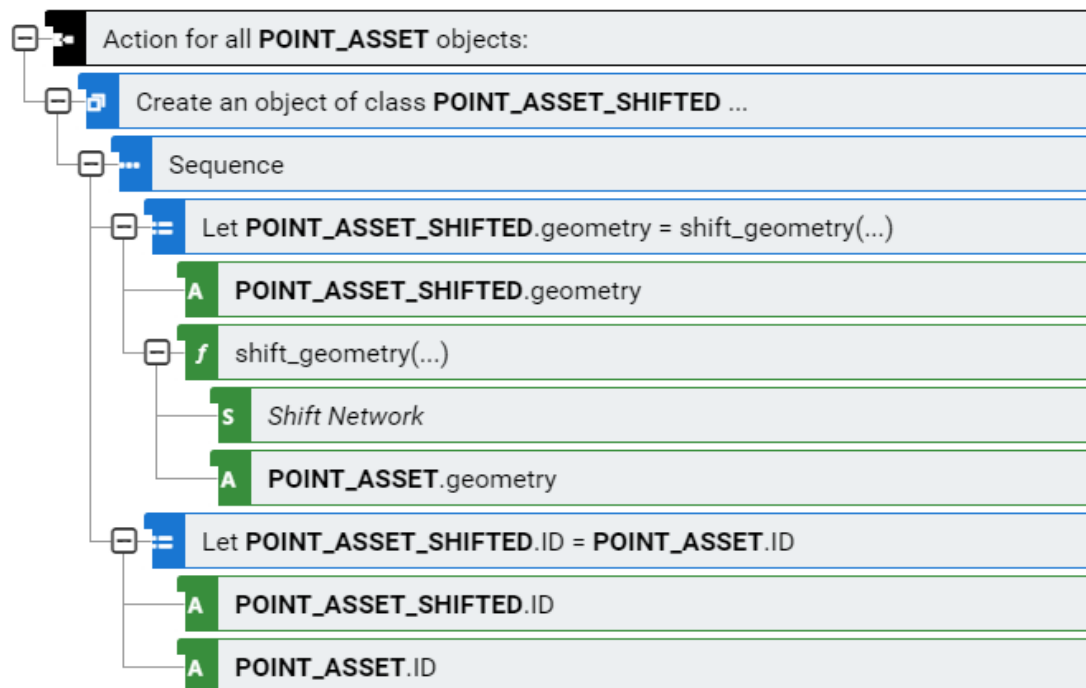 Action for all POINT_ASSET objects:
Create an object of class POINT_ASSET_SHIFTED ...
Sequence
Let POINT_ASSET_SHIFTED.geometry = shift_geometry(...)
A POINT_ASSET_SHIFTED.geometry
f shift_geometry(...)
S Shift Network
A POINT_ASSET.geometry
Let POINT_ASSET_SHIFTED.ID = POINT_ASSET.ID
A POINT_ASSET_SHIFTED.ID
A POINT_ASSET.ID